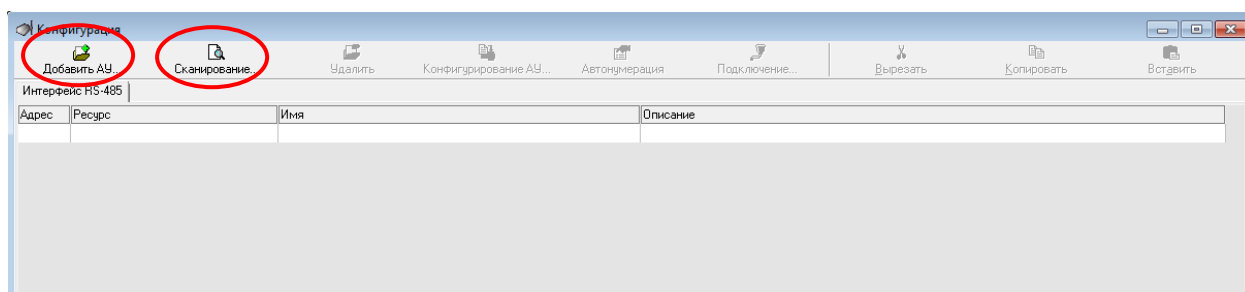 Конфигурация
Добавить АУ... Сканирование... Удалить Конфигурирование АУ... Автонумерация Подключение... Вырезать Копировать Вставить
Интерфейс RS-485
Адрес Ресурс Имя Описание